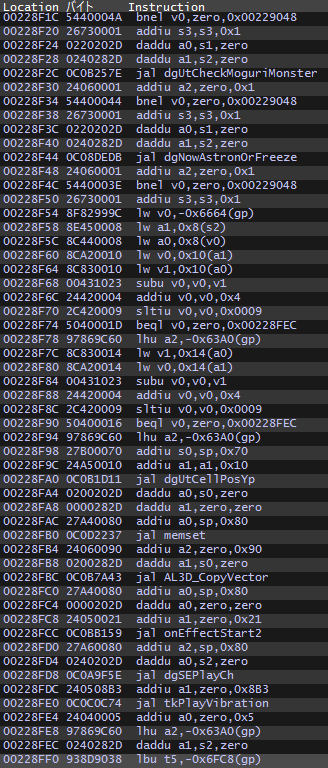 Location バイト Instruction
00228F1C 5440004A bnel v0,zero,0x00229048
00228F20 26730001 addiu s3,s3,0x1
00228F24 0220202D daddu a0,s1,zero
00228F28 0240282D daddu a1,s2,zero
00228F2C 0C0B257E jal dgUtCheckMoguriMonster
00228F30 24060001 addiu a2,zero,0x1
00228F34 54400044 bnel v0,zero,0x00229048
00228F38 26730001 addiu s3,s3,0x1
00228F3C 0220202D daddu a0,s1,zero
00228F40 0240282D daddu a1,s2,zero
00228F44 0C08DEDB jal dgNowAstronOrFreeze
00228F48 24060001 addiu a2,zero,0x1
00228F4C 5440003E bnel v0,zero,0x00229048
00228F50 26730001 addiu s3,s3,0x1
00228F54 8F82999C lw v0,-0x6664(gp)
00228F58 8E450008 lw a1,0x8(s2)
00228F5C 8C440008 lw a0,0x8(v0)
00228F60 8CA20010 lw v0,0x10(a1)
00228F64 8C830010 lw v1,0x10(a0)
00228F68 00431023 subu v0,v0,v1
00228F6C 24420004 addiu v0,v0,0x4
00228F70 2C420009 sltiu v0,v0,0x0009
00228F74 5040001D beql v0,zero,0x00228FEC
00228F78 97869C60 lhu a2,-0x63A0(gp)
00228F7C 8C830014 lw v1,0x14(a0)
00228F80 8CA20014 lw v0,0x14(a1)
00228F84 00431023 subu v0,v0,v1
00228F88 24420004 addiu v0,v0,0x4
00228F8C 2C420009 sltiu v0,v0,0x0009
00228F90 50400016 beql v0,zero,0x00228FEC
00228F94 97869C60 lhu a2,-0x63A0(gp)
00228F98 27B00070 addiu s0,sp,0x70
00228F9C 24A50010 addiu a1,a1,0x10
00228FA0 0C0B1D11 jal dgUtCellPosYp
00228FA4 0200202D daddu a0,s0,zero
00228FA8 0000282D daddu a1,zero,zero
00228FAC 27A40080 addiu a0,sp,0x80
00228FB0 0C0D2237 jal memset
00228FB4 24060090 addiu a2,zero,0x90
00228FB8 0200282D daddu a1,s0,zero
00228FBC 0C0B7A43 jal AL3D_CopyVector
00228FC0 27A40080 addiu a0,sp,0x80
00228FC4 0000202D daddu a0,zero,zero
00228FC8 24050021 addiu a1,zero,0x21
00228FCC 0C0BB159 jal onEffectStart2
00228FD0 27A60080 addiu a2,sp,0x80
00228FD4 0240202D daddu a0,s2,zero
00228FD8 0C0A9F5E jal dgSEPlayCh
00228FDC 240508B3 addiu a1,zero,0x8B3
00228FE0 0C0C0C74 jal tkPlayVibration
00228FE4 24040005 addiu a0,zero,0x5
00228FE8 97869C60 lhu a2,-0x63A0(gp)
00228FEC 0240282D daddu a1,s2,zero
00228FF0 938D9038 lbu t5,-0x6FC8(gp)